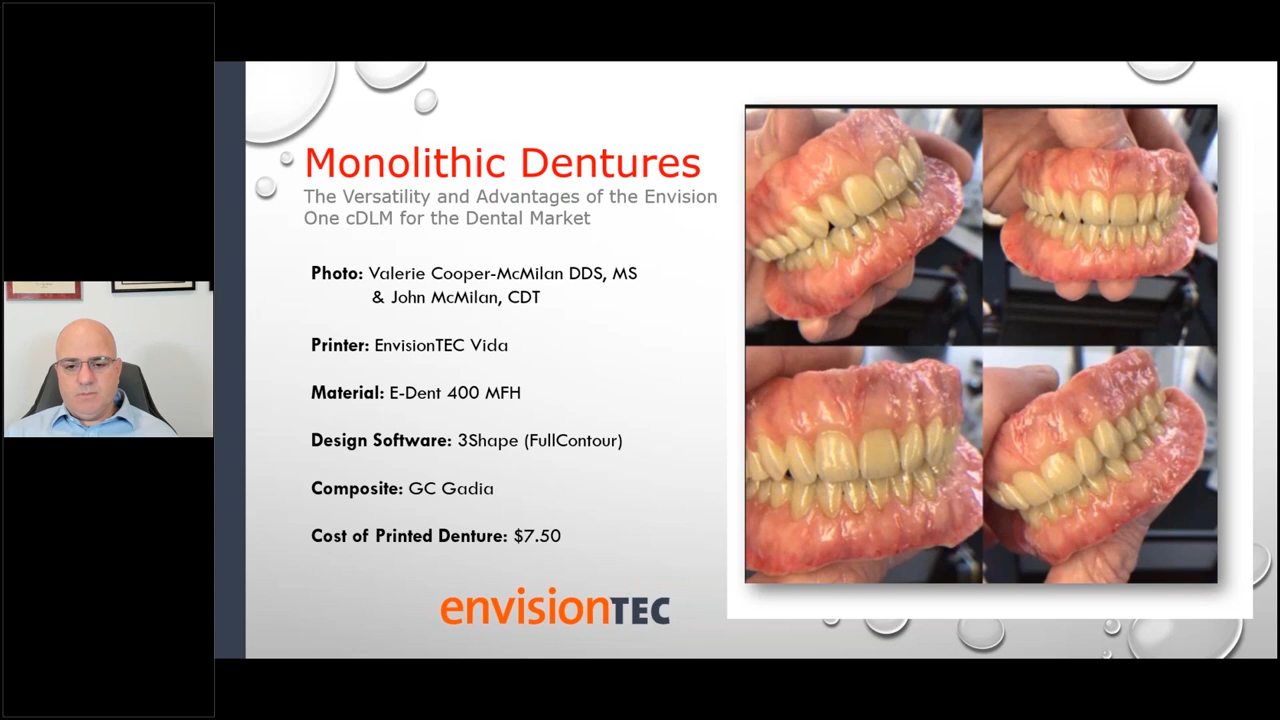 Monolithic Dentures
The Versatility and Advantages of the Envision
One cDLM for the Dental Market
Photo: Valerie Cooper-McMilan DDS, MS
& John McMilan, CDT
Printer: EnvisionTEC Vida
Material: E-Dent 400 MFH
Design Software: 3Shape (FullContour)
Composite: GC Gadia
Cost of Printed Denture: $7.50
envisionTEC